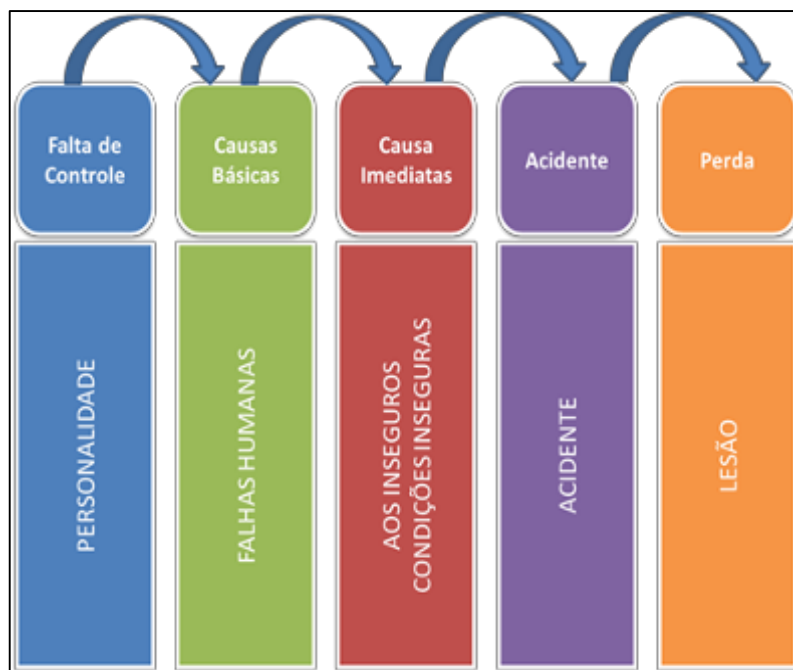 Falta de
Controle
Causas
Básicas
Causa
Imediatas
Acidente
Perda
PERSONALIDADE
FALHAS HUMANAS
AOS INSEGUROS
CONDIÇÕES INSEGURAS
ACIDENTE
LESÃO